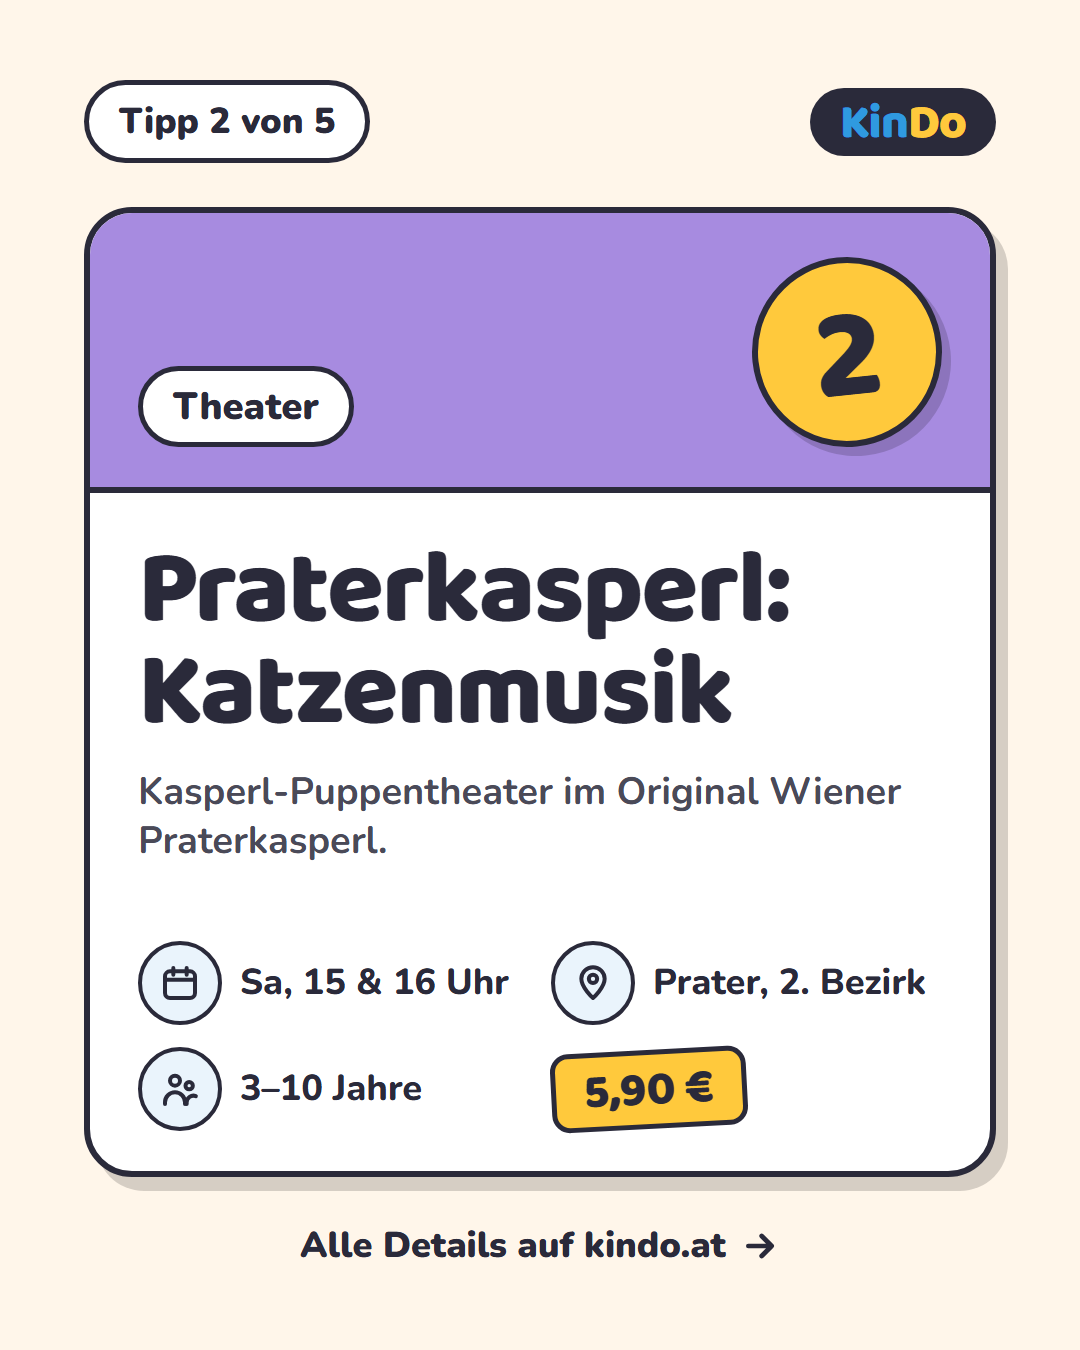 Tipp 2 von 5
KinDo
2
Theater
Praterkasperl:
Katzenmusik
Kasperl-Puppentheater im Original Wiener
Praterkasperl.
Sa, 15 & 16 Uhr
Prater, 2. Bezirk
3–10 Jahre
5,90 €
Alle Details auf kindo.at →